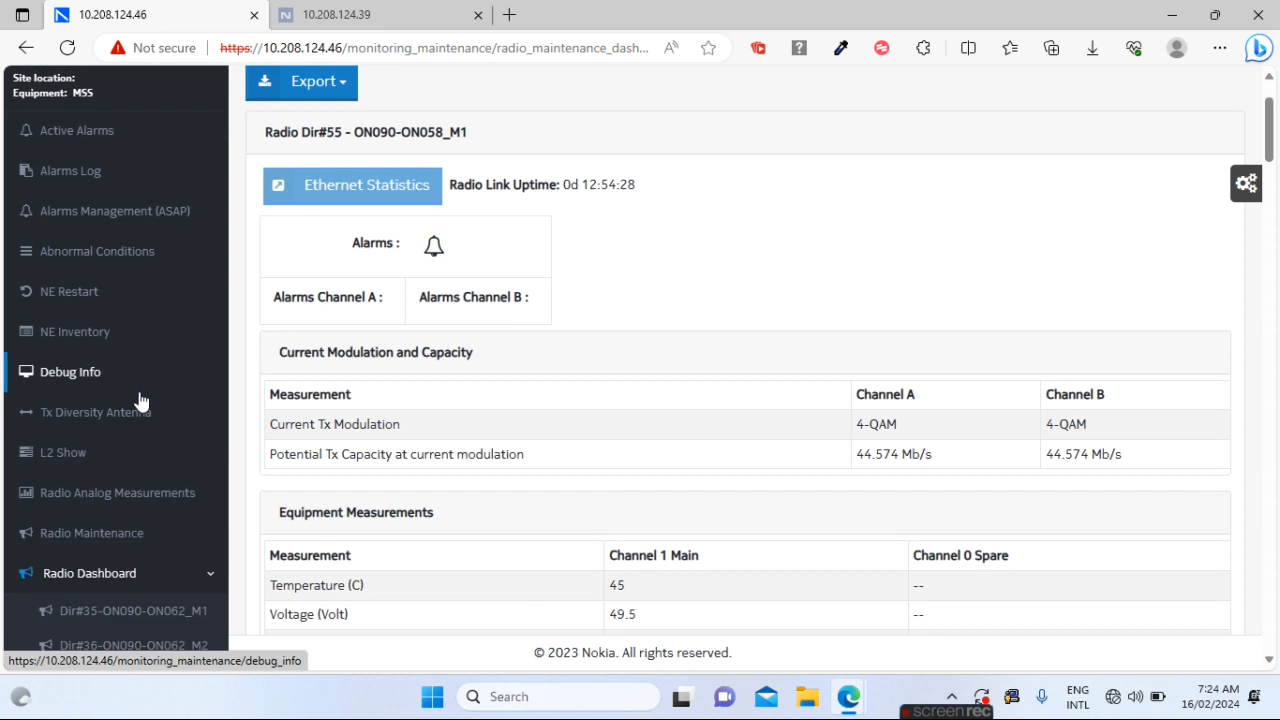 10.208.124.46
10.208.124.39
Not secure
https://10.208.124.46/monitoring_maintenance/radio_maintenance_dash...
Site location:
Equipment: MSS
Active Alarms
Alarms Log
Alarms Management (ASAP)
Abnormal Conditions
NE Restart
NE Inventory
Debug Info
Tx Diversity Antenna
L2 Show
Radio Analog Measurements
Radio Maintenance
Radio Dashboard
Dir#35-ON090-ON062_M1
Dir#36-ON090-ON062_M2
https://10.208.124.46/monitoring_maintenance/debug_info
Export
Radio Dir#55 - ON090-ON058_M1
Ethernet Statistics Radio Link Uptime: 0d 12:54:28
Alarms :
Alarms Channel A : Alarms Channel B :
Current Modulation and Capacity
Measurement Channel A Channel B
Current Tx Modulation 4-QAM 4-QAM
Potential Tx Capacity at current modulation 44.574 Mb/s 44.574 Mb/s
Equipment Measurements
Measurement Channel 1 Main Channel 0 Spare
Temperature (C) 45 --
Voltage (Volt) 49.5 --
© 2023 Nokia. All rights reserved.
Search
ENG
INTL
7:24 AM
16/02/2024
screenrec